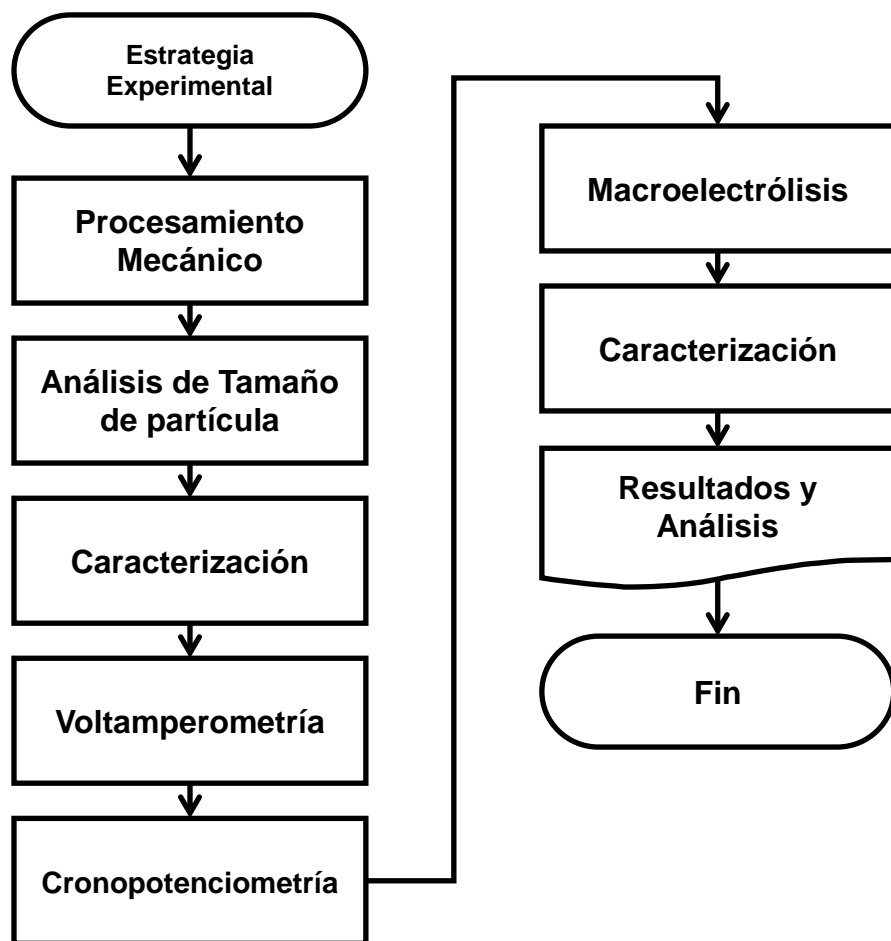 Estrategia
Experimental
Procesamiento
Mecánico
Análisis de Tamaño
de partícula
Caracterización
Voltamperometría
Cronopotenciometría
Macroelectrólisis
Caracterización
Resultados y
Análisis
Fin